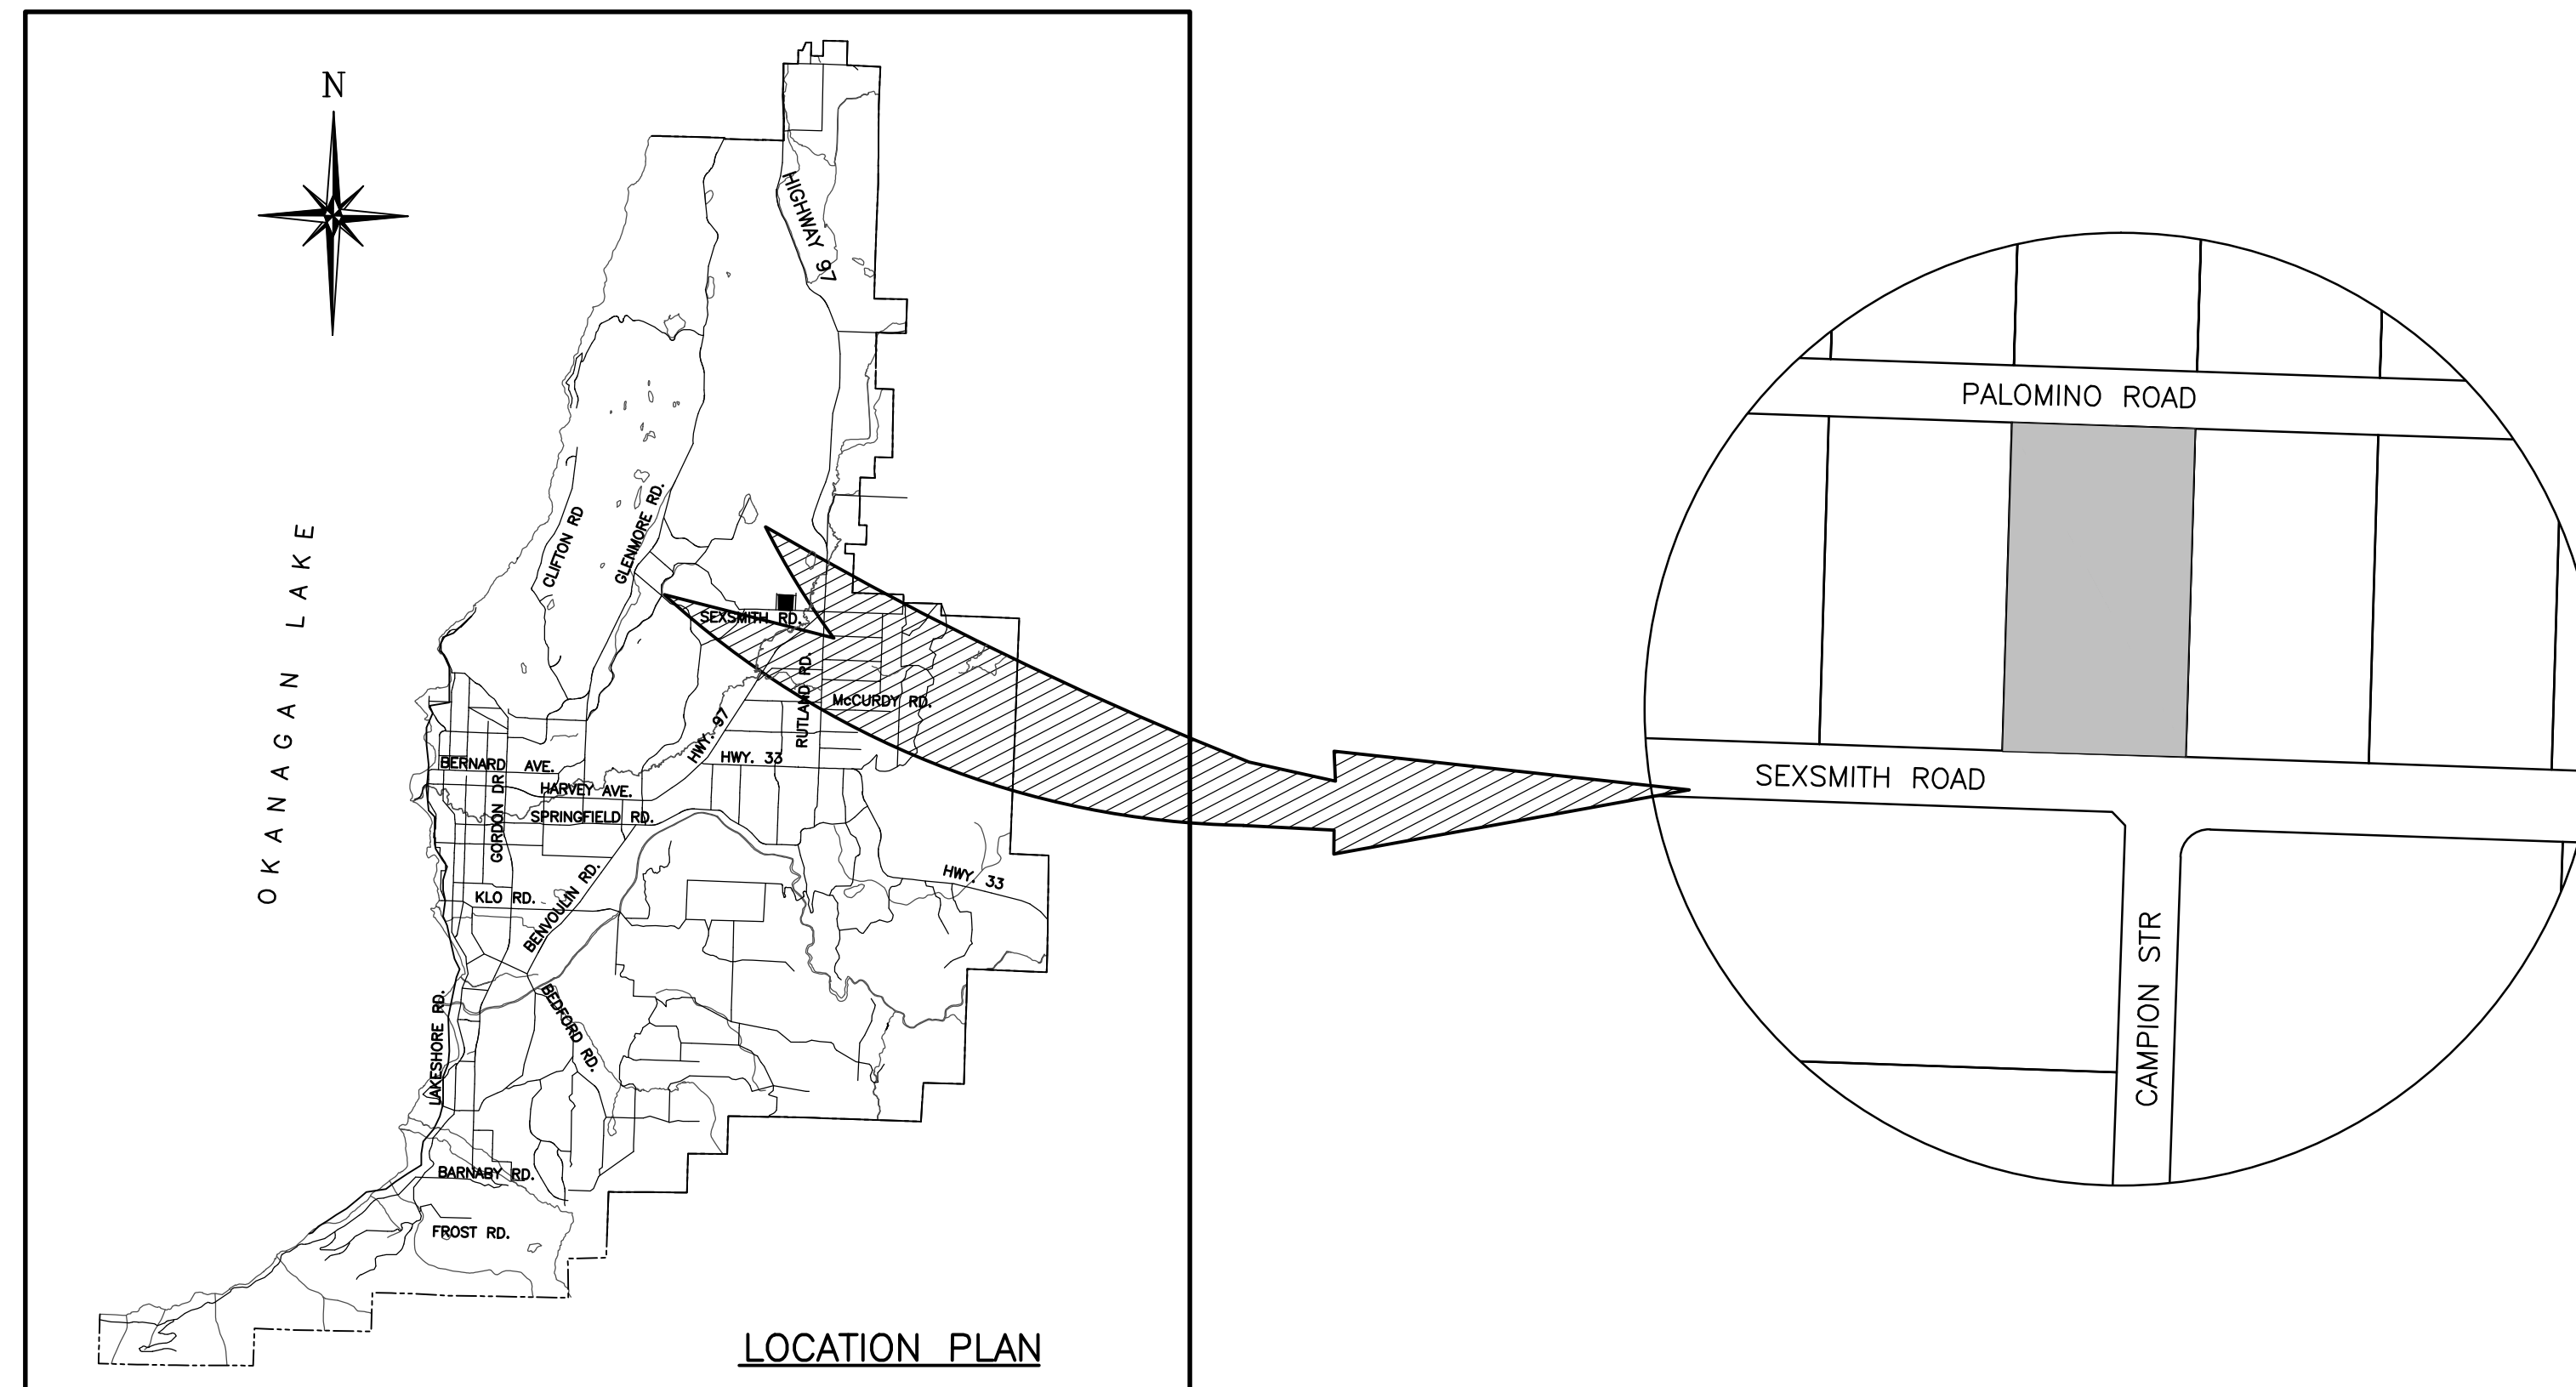 N
HIGHWAY 97
OKANAGAN LAKE
CLIFTON RD
GLENMORE RD.
SEXSMITH RD.
RUTLAND RD.
McCURDY RD.
HWY. 97
HWY. 33
BERNARD AVE.
GORDON DR
HARVEY AVE.
SPRINGFIELD RD.
HWY. 33
KLO RD.
BENVOULIN RD.
LAKESHORE RD.
BEDFORD RD.
BARNABY RD.
FROST RD.
LOCATION PLAN
PALOMINO ROAD
SEXSMITH ROAD
CAMPION STR